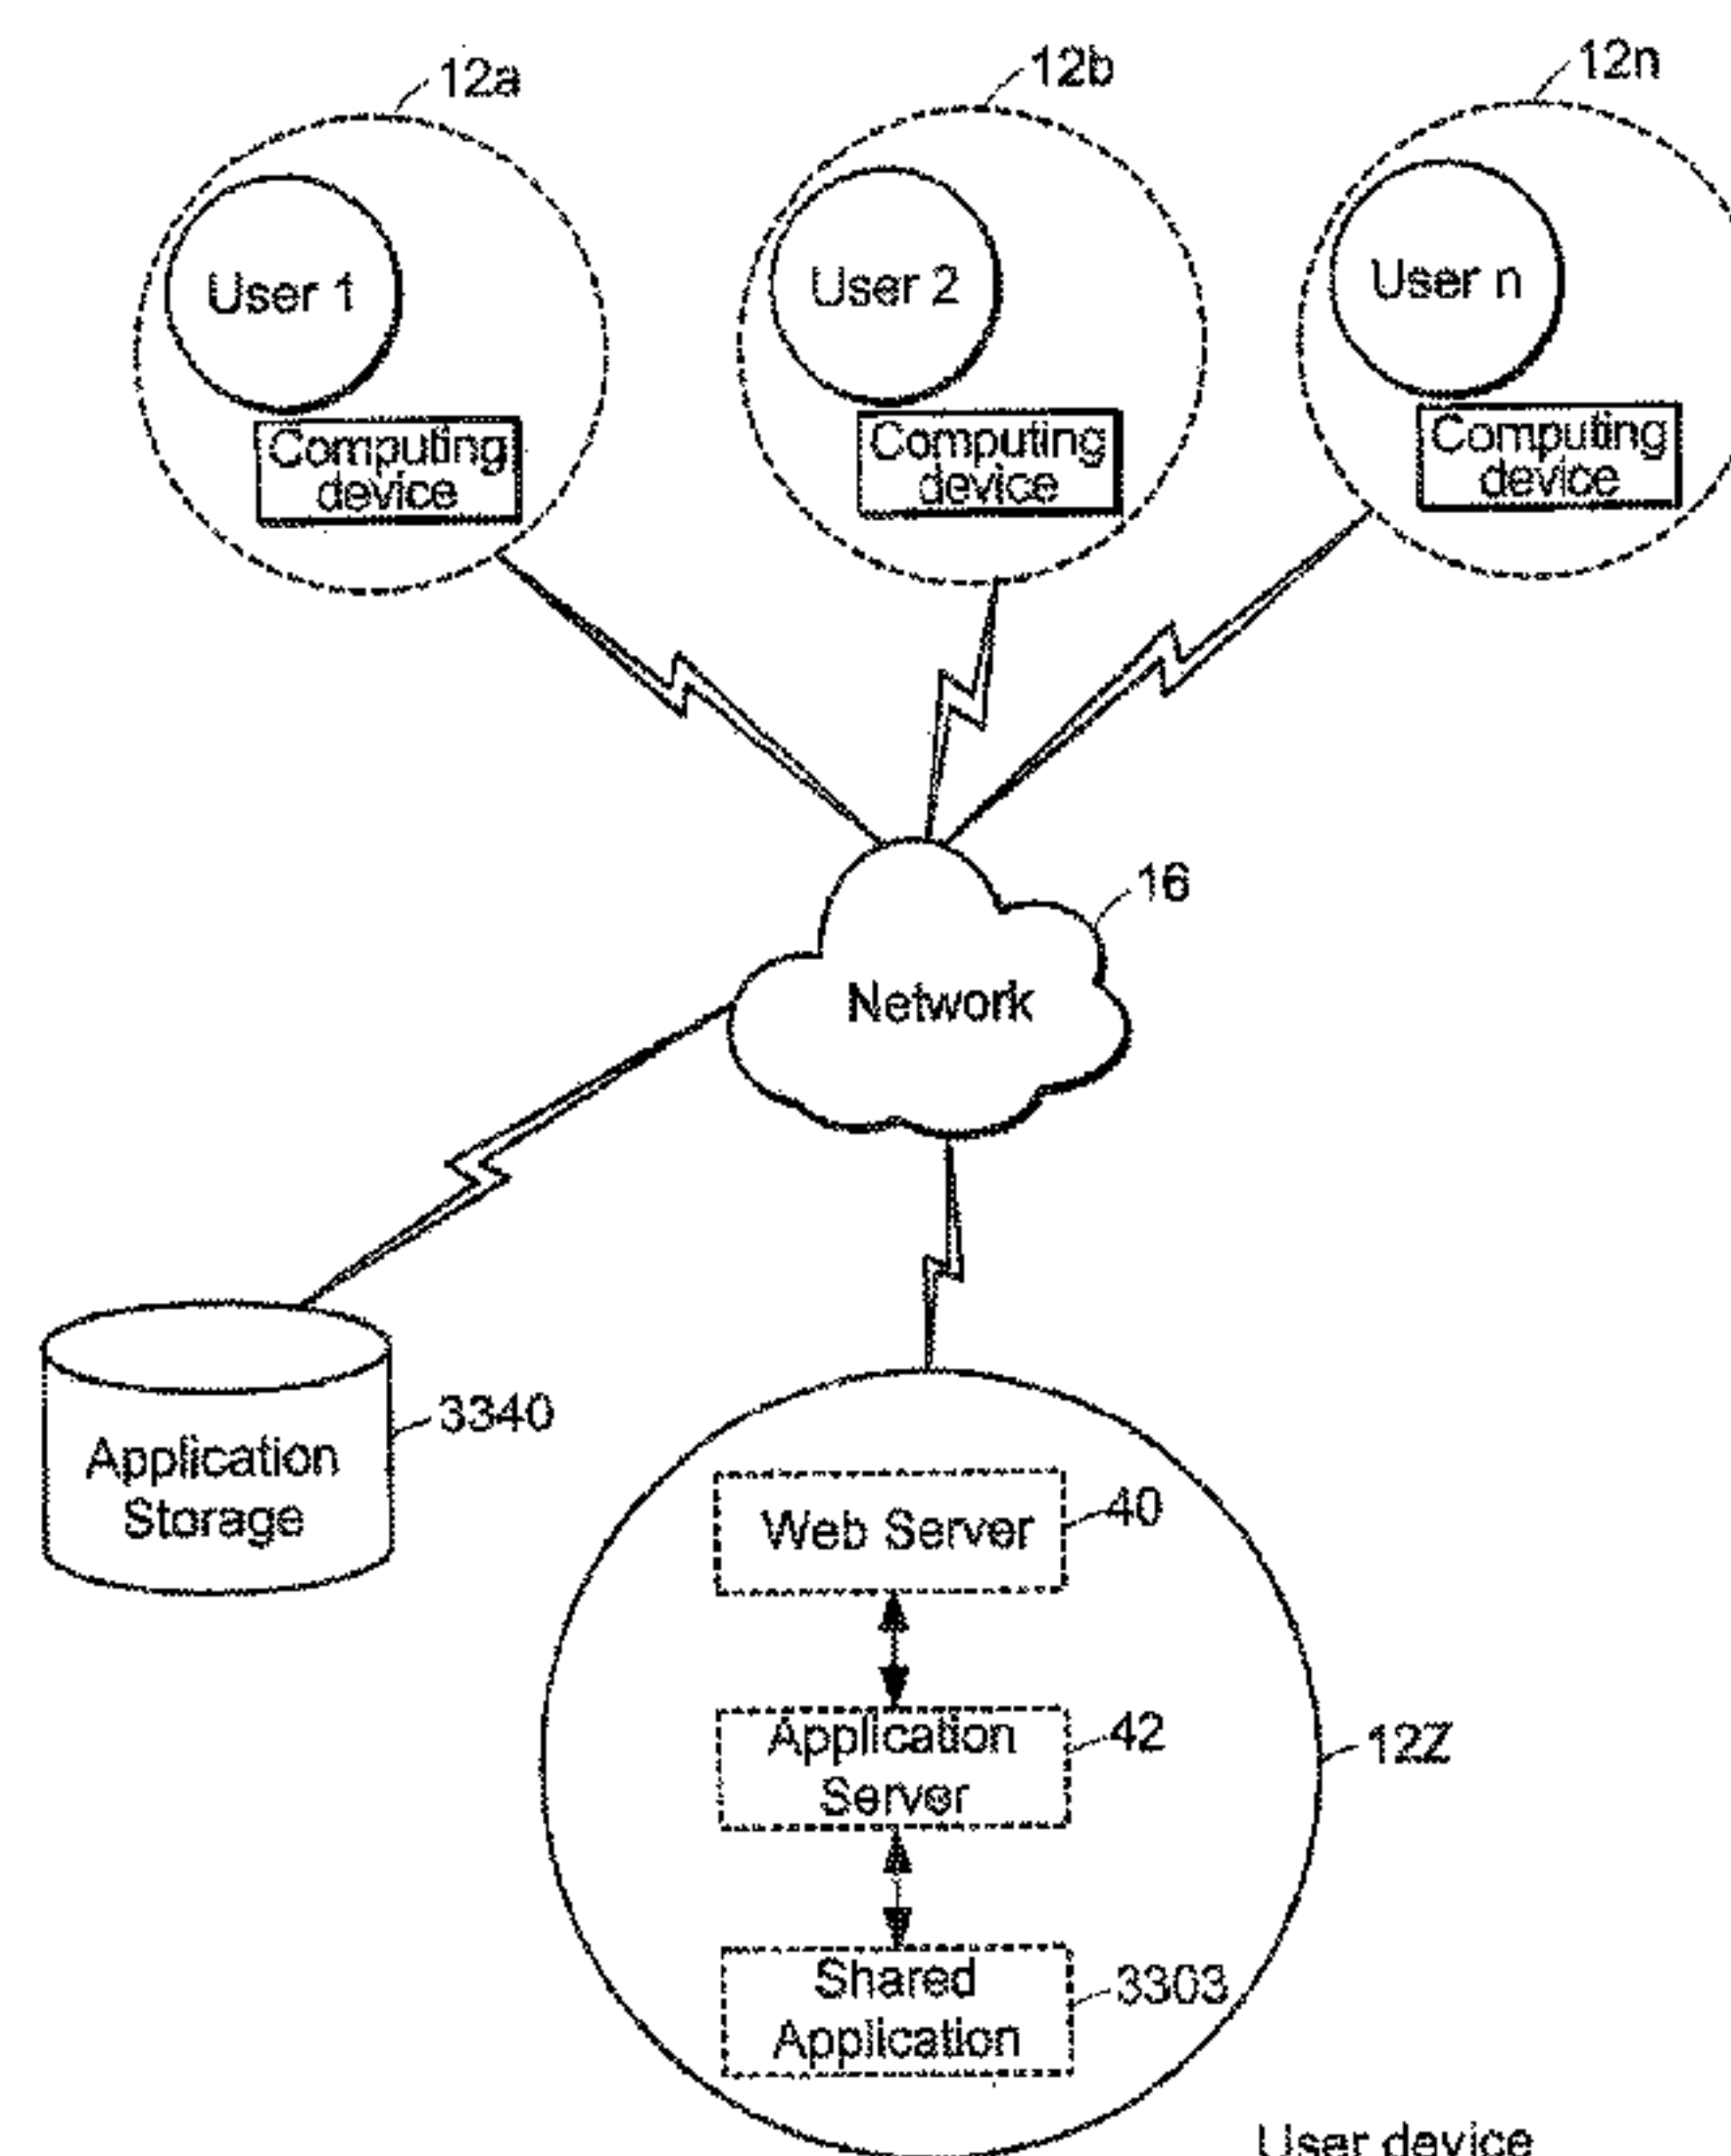 12a
12b
12n
User 1
User 2
User n
Computing
device
Computing
device
Computing
device
16
Network
3340
Application
Storage
Web Server
40
Application
Server
42
12Z
Shared
Application
3303
User device